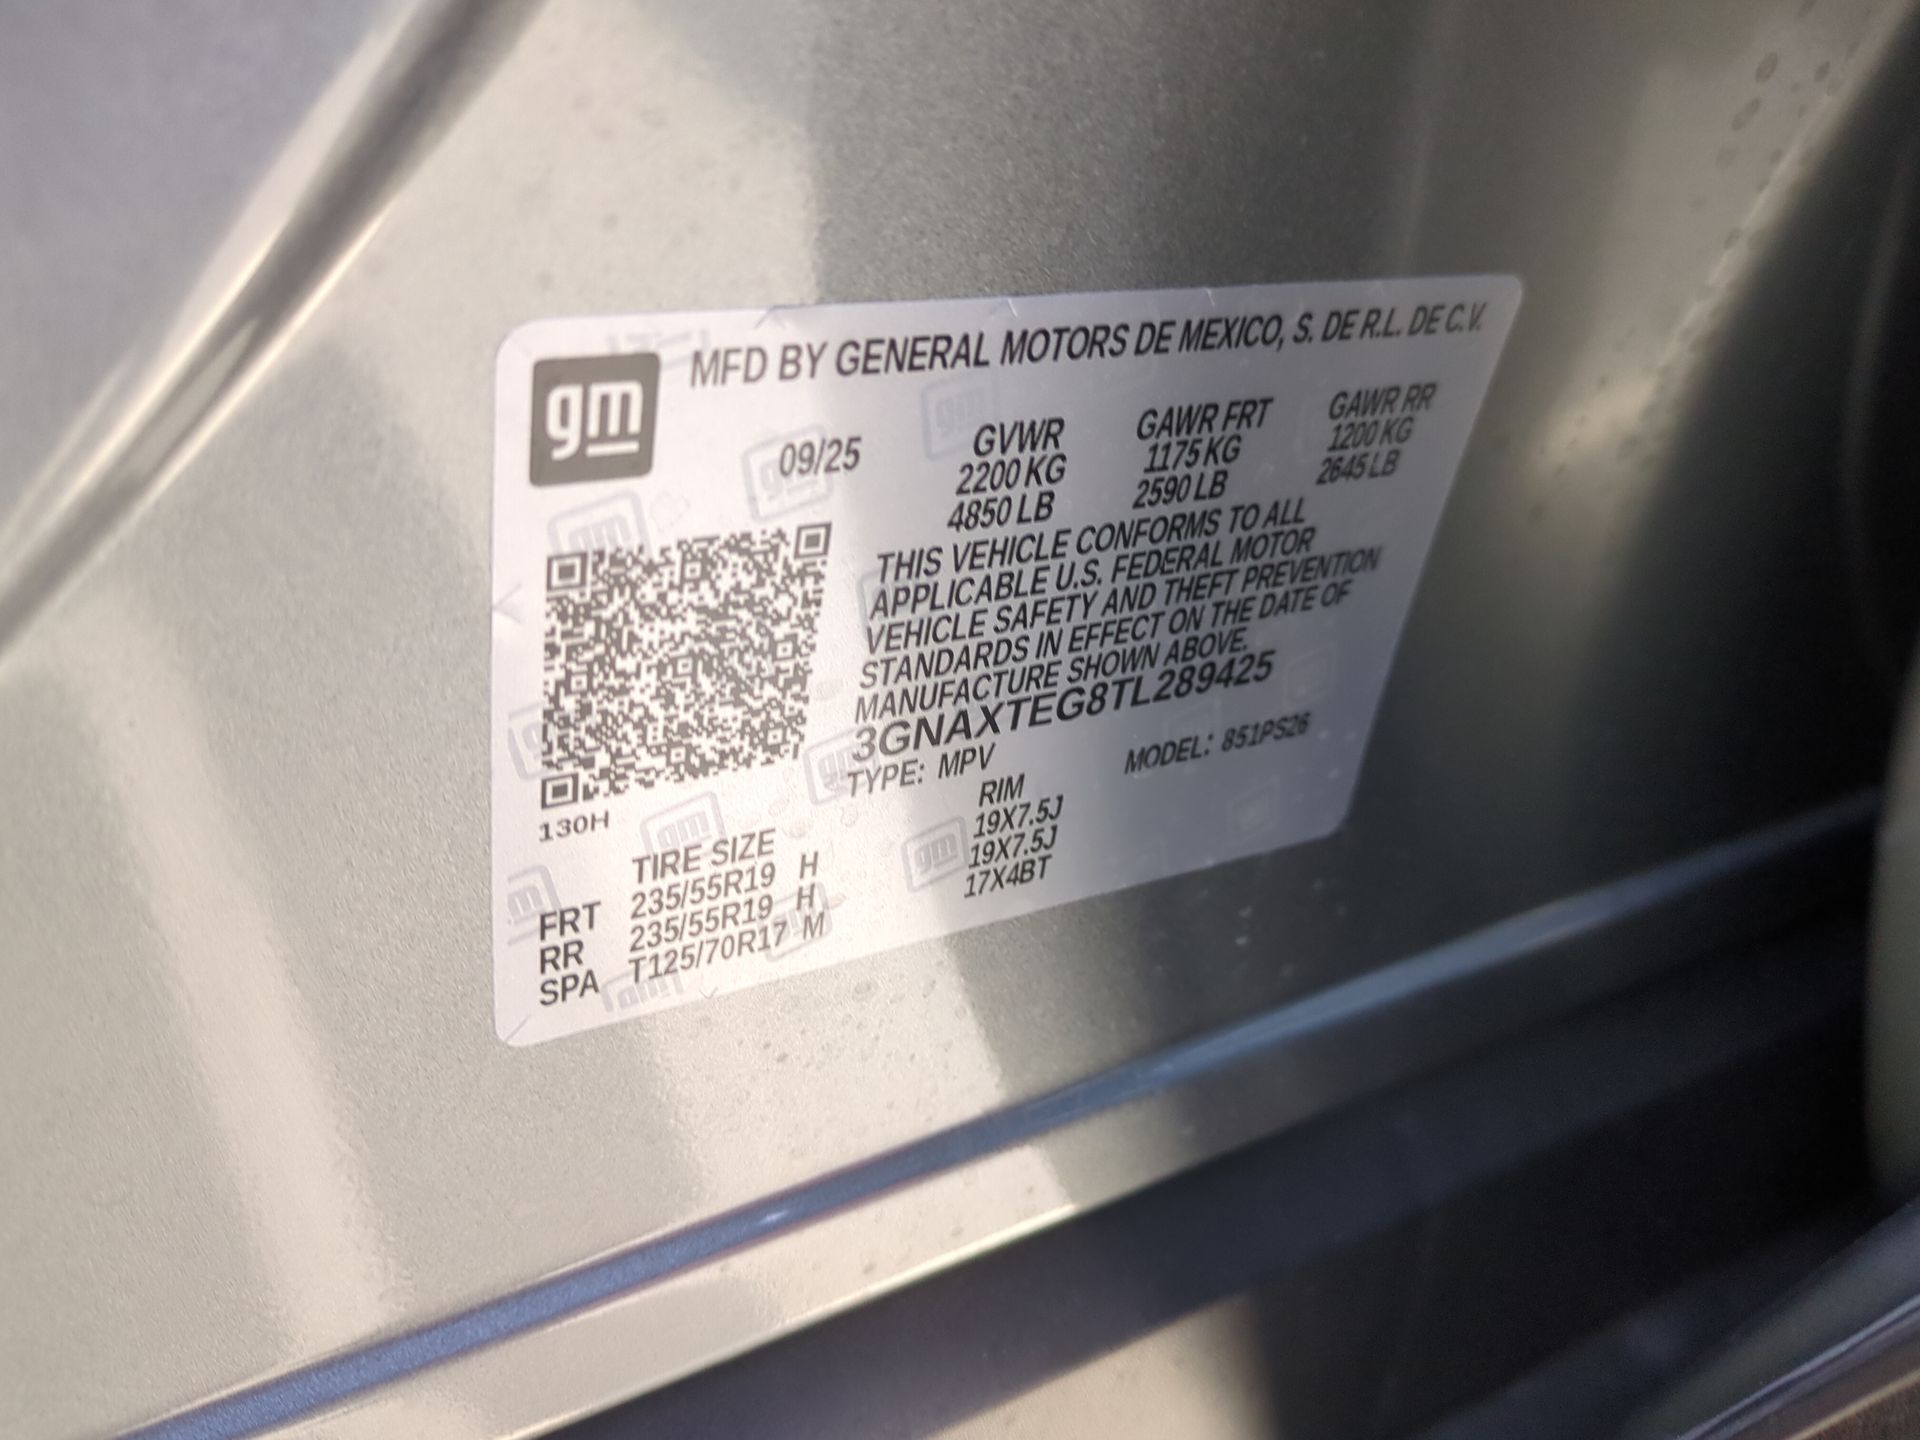 gm
MFD BY GENERAL MOTORS DE MEXICO, S. DE R.L. DE C.V.
09/25 GVWR GAWR FRT GAWR RR
2200 KG 1175 KG 1200 KG
4850 LB 2590 LB 2645 LB
THIS VEHICLE CONFORMS TO ALL
APPLICABLE U.S. FEDERAL MOTOR
VEHICLE SAFETY AND THEFT PREVENTION
STANDARDS IN EFFECT ON THE DATE OF
MANUFACTURE SHOWN ABOVE.
3GNAXTEG8TL289425
TYPE: MPV MODEL: 851PS26
130H
TIRE SIZE RIM
FRT 235/55R19 H 19X7.5J
RR 235/55R19 H 19X7.5J
SPA T125/70R17 M 17X4BT